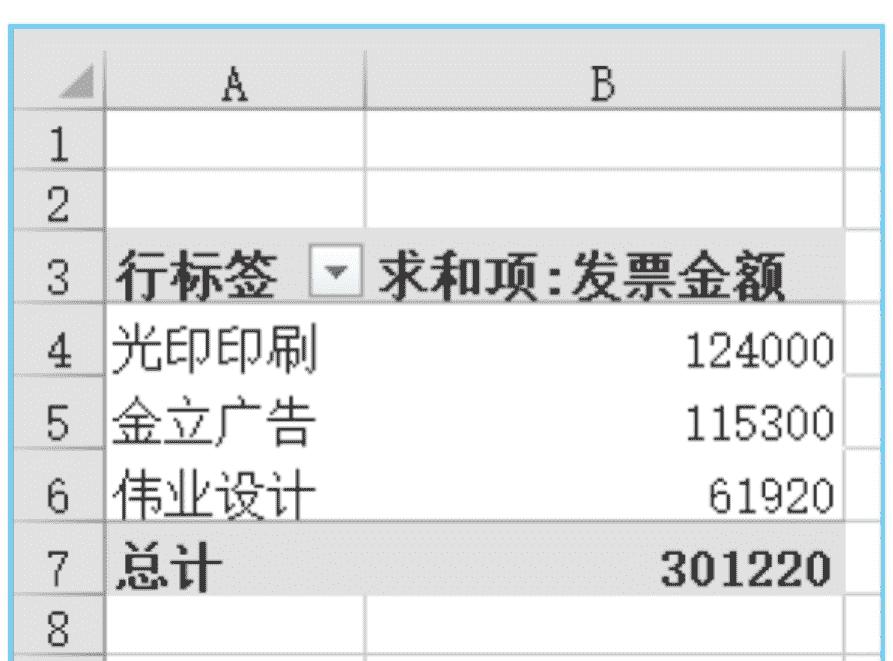 A B
1
2
3 行标签 求和项:发票金额
4 光印印刷 124000
5 金立广告 115300
6 伟业设计 61920
7 总计 301220
8